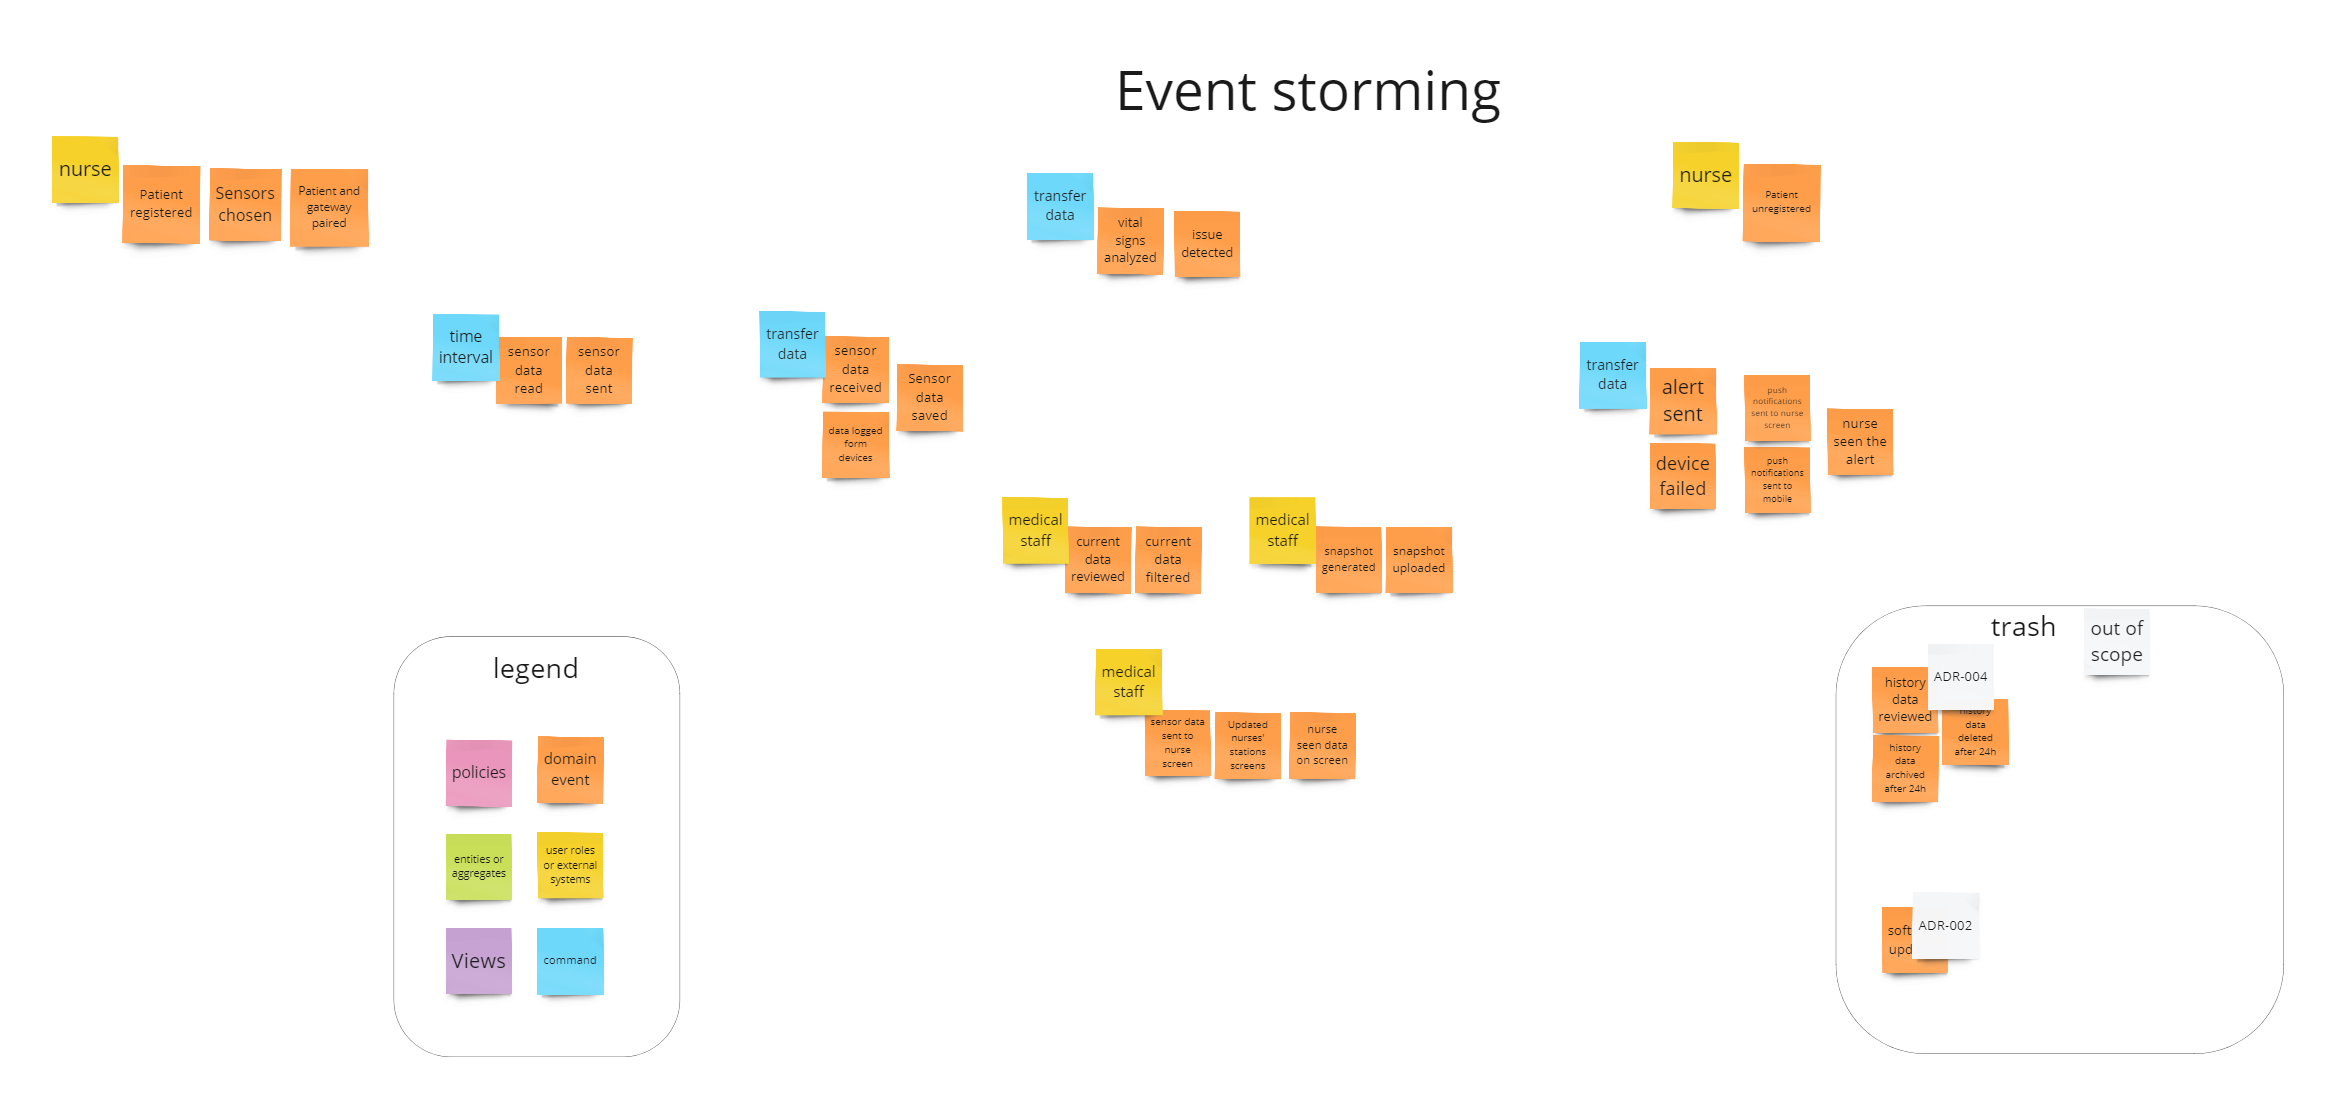 Event storming
nurse
Patient
registered
Sensors
chosen
Patient and
gateway
paired
transfer
data
vital
signs
analyzed
issue
detected
nurse
Patient
unregistered
time
interval
sensor
data
read
sensor
data
sent
transfer
data
sensor
data
received
data logged
form
devices
Sensor
data
saved
transfer
data
alert
sent
device
failed
push
notifications
sent to nurse
screen
push
notifications
sent to
mobile
nurse
seen the
alert
medical
staff
current
data
reviewed
current
data
filtered
medical
staff
snapshot
generated
snapshot
uploaded
medical
staff
sensor data
sent to
nurse
screen
Updated
nurses'
stations
screens
nurse
seen data
on screen
legend
policies
domain
event
entities or
aggregates
user roles
or external
systems
Views
command
trash
out of
scope
history
data
reviewed
ADR-004
history
data
deleted
after 24h
history
data
archived
after 24h
soft
upd
ADR-002